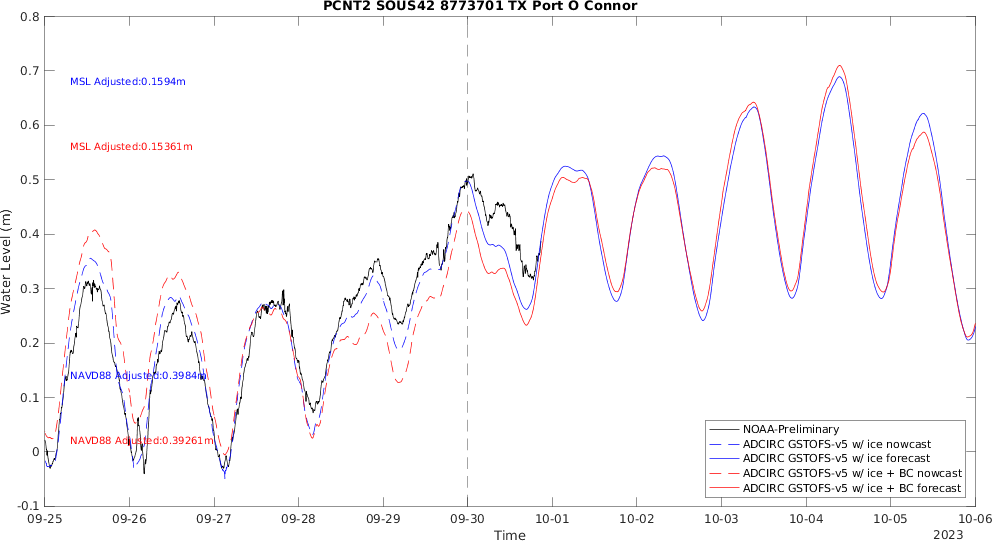 PCNT2 SOUS42 8773701 TX Port O Connor
0.8
0.7
0.6
0.5
0.4
0.3
0.2
0.1
0
-0.1
Water Level (m)
MSL Adjusted:0.1594m
MSL Adjusted:0.15361m
NAVD88 Adjusted:0.3984m
NAVD88 Adjusted:0.39261m
NOAA-Preliminary
ADCIRC GSTOFS-v5 w/ ice nowcast
ADCIRC GSTOFS-v5 w/ ice forecast
ADCIRC GSTOFS-v5 w/ ice + BC nowcast
ADCIRC GSTOFS-v5 w/ ice + BC forecast
09-25 09-26 09-27 09-28 09-29 09-30 10-01 10-02 10-03 10-04 10-05 10-06
Time
2023